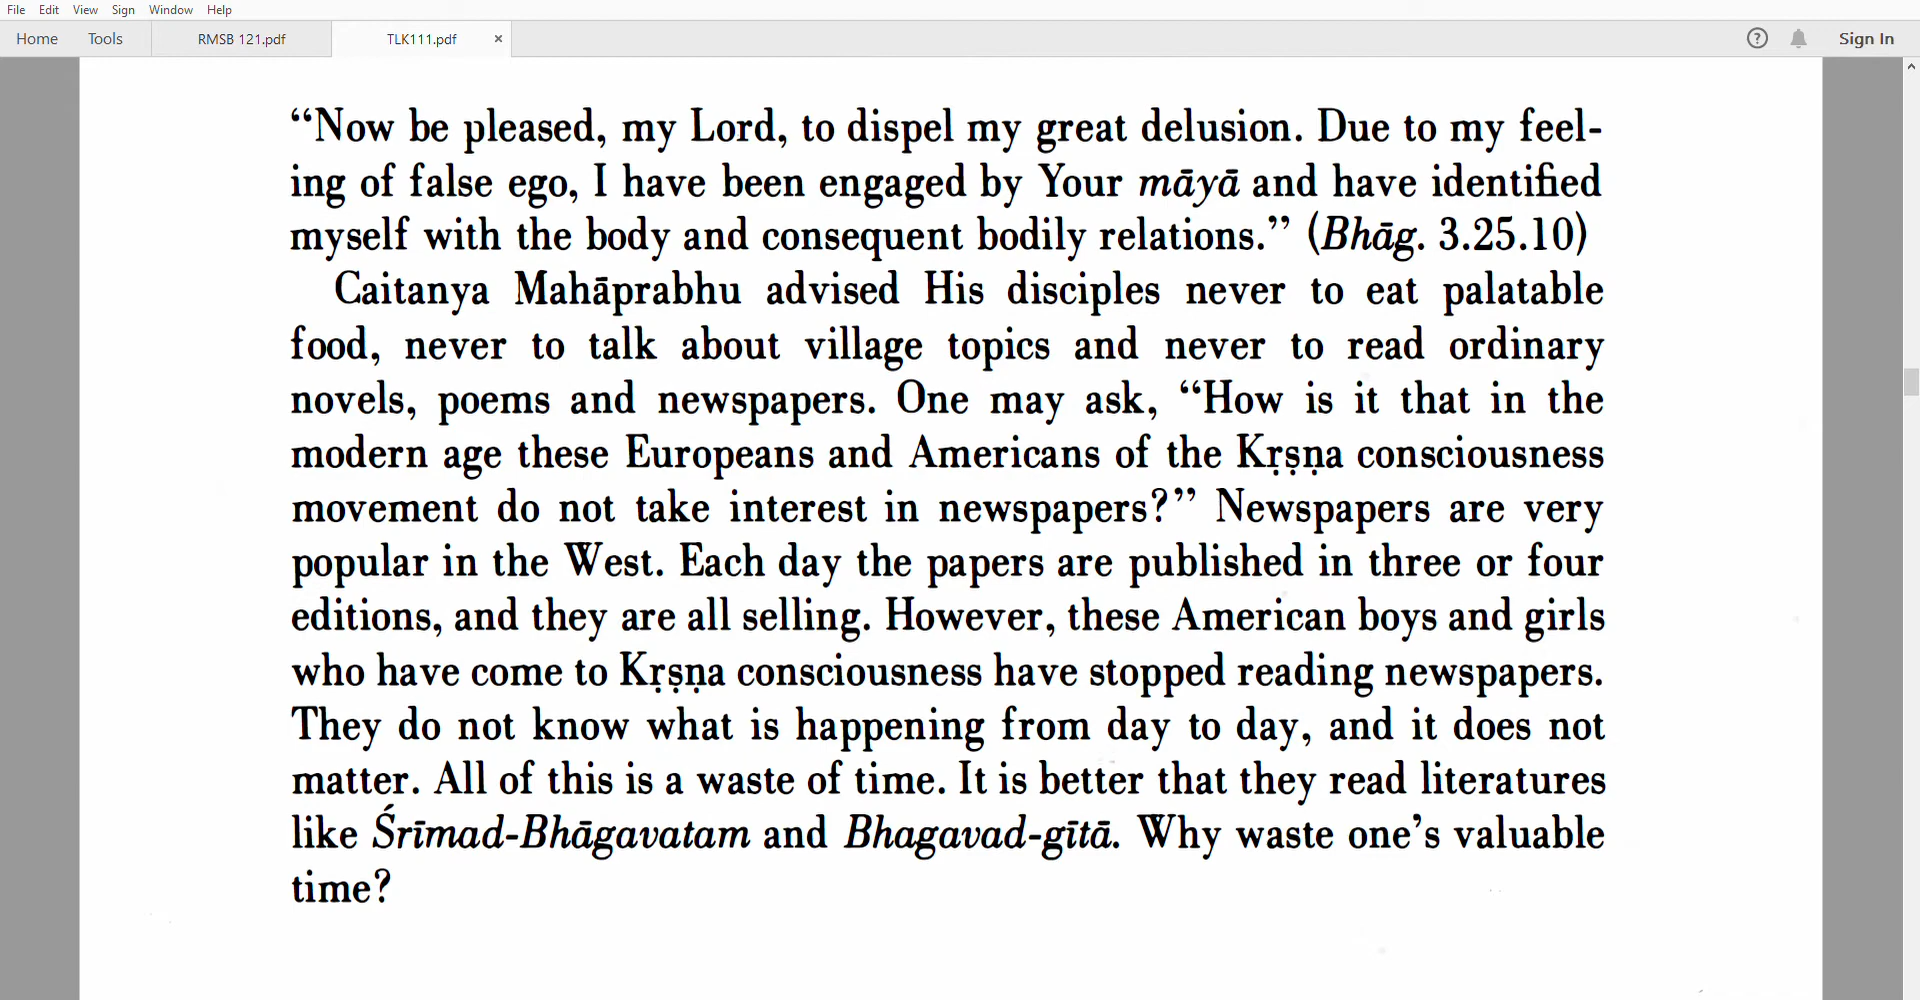 File Edit View Sign Window Help
Home Tools RMSB 121.pdf TLK111.pdf × ? Sign In
“Now be pleased, my Lord, to dispel my great delusion. Due to my feel-
ing of false ego, I have been engaged by Your māyā and have identified
myself with the body and consequent bodily relations.” (Bhāg. 3.25.10)
Caitanya Mahāprabhu advised His disciples never to eat palatable
food, never to talk about village topics and never to read ordinary
novels, poems and newspapers. One may ask, “How is it that in the
modern age these Europeans and Americans of the Kṛṣṇa consciousness
movement do not take interest in newspapers?” Newspapers are very
popular in the West. Each day the papers are published in three or four
editions, and they are all selling. However, these American boys and girls
who have come to Kṛṣṇa consciousness have stopped reading newspapers.
They do not know what is happening from day to day, and it does not
matter. All of this is a waste of time. It is better that they read literatures
like Śrīmad-Bhāgavatam and Bhagavad-gītā. Why waste one’s valuable
time?